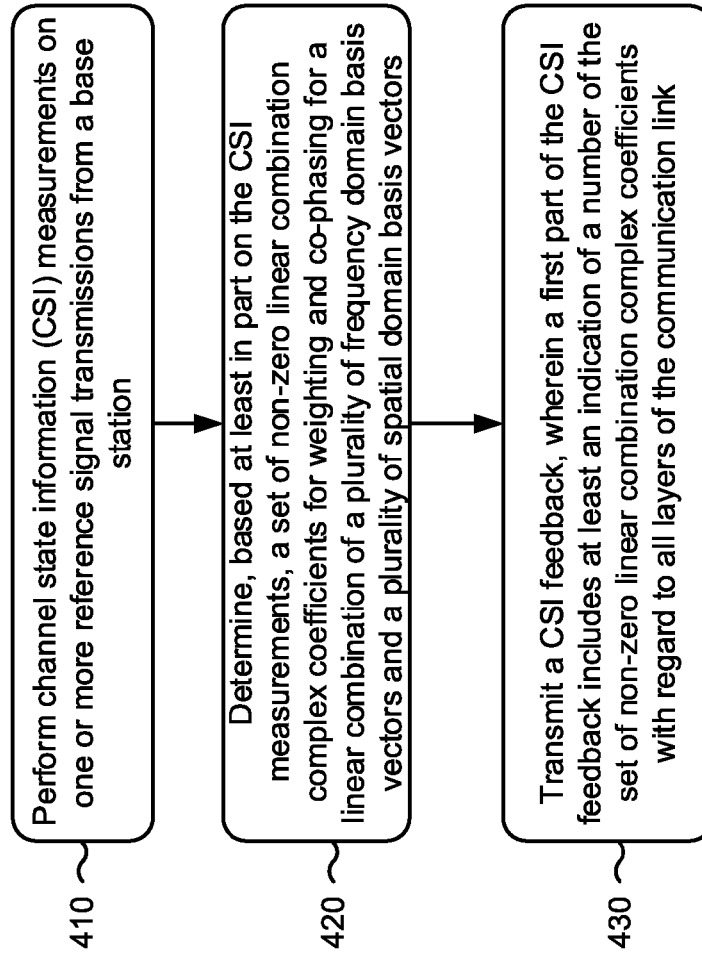 410
Perform channel state information (CSI) measurements on
one or more reference signal transmissions from a base
station
420
Determine, based at least in part on the CSI
measurements, a set of non-zero linear combination
complex coefficients for weighting and co-phasing for a
linear combination of a plurality of frequency domain basis
vectors and a plurality of spatial domain basis vectors
430
Transmit a CSI feedback, wherein a first part of the CSI
feedback includes at least an indication of a number of the
set of non-zero linear combination complex coefficients
with regard to all layers of the communication link